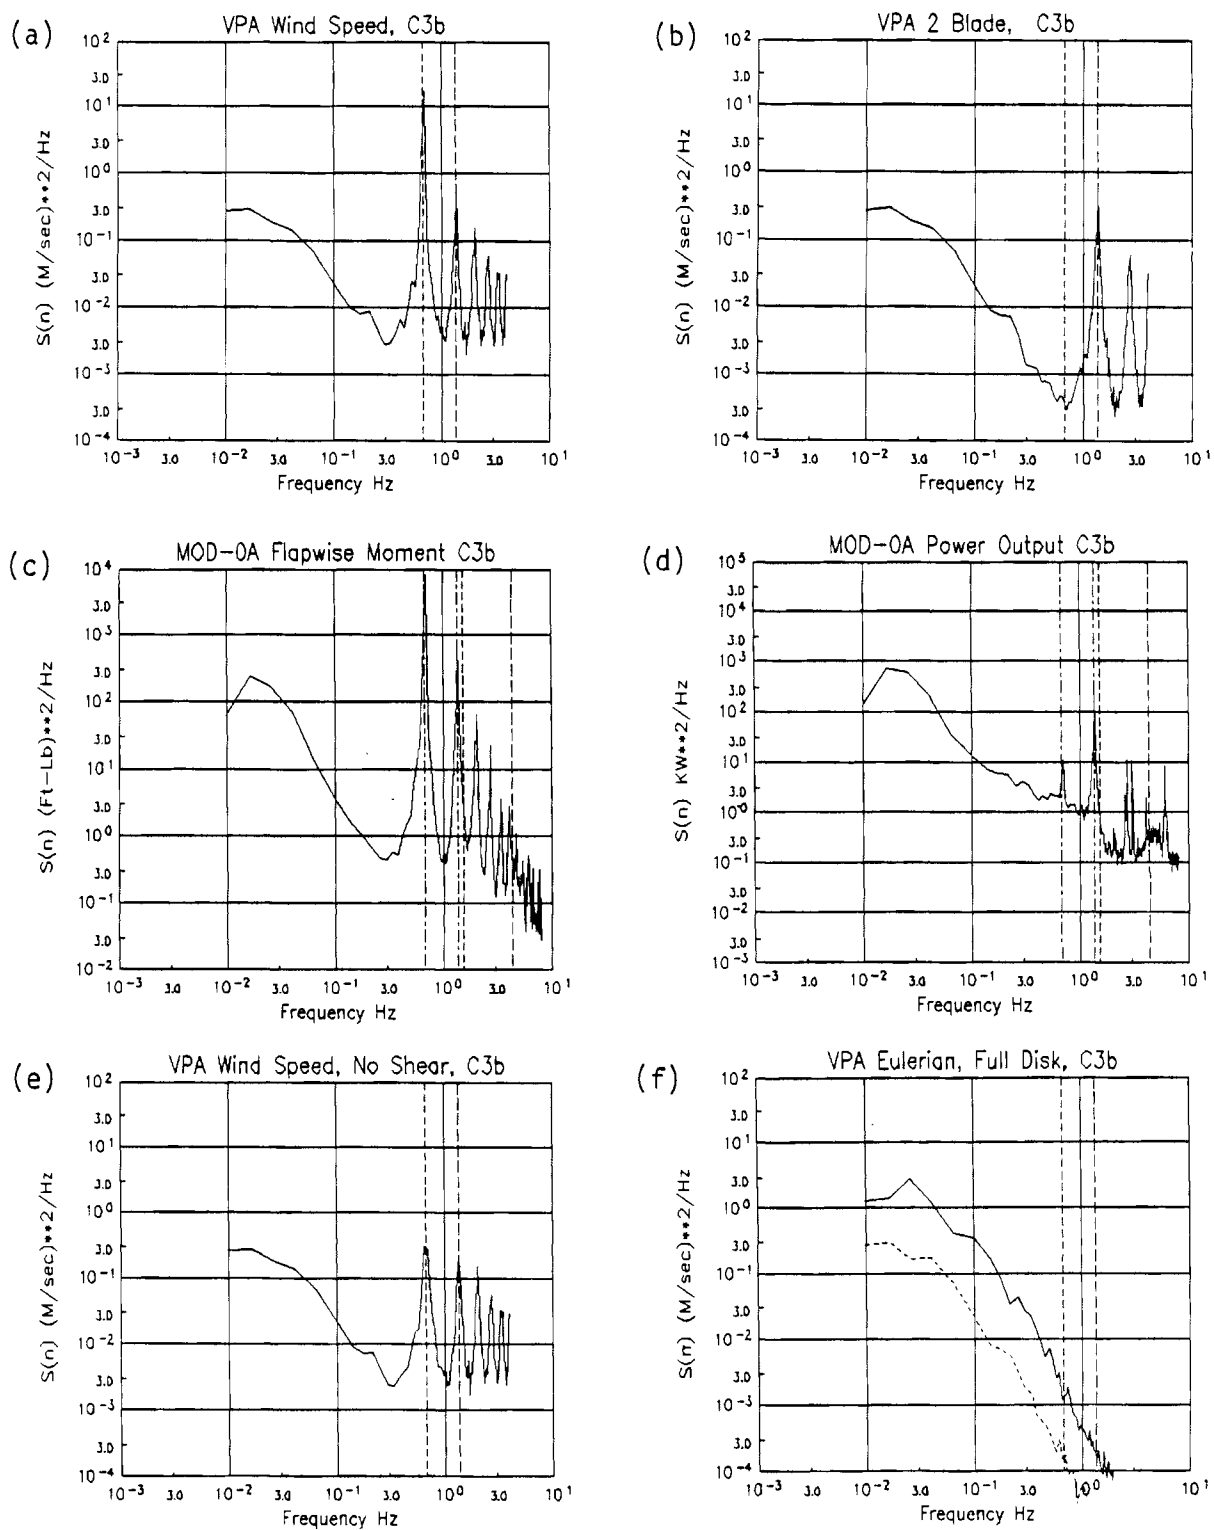 (a)
VPA Wind Speed, C3b
S(n) (M/sec)**2/Hz
10^2
3.0
10^1
3.0
10^0
3.0
10^-1
3.0
10^-2
3.0
10^-3
3.0
10^-4
10^-3 3.0 10^-2 3.0 10^-1 3.0 10^0 3.0 10^1
Frequency Hz
(b)
VPA 2 Blade, C3b
S(n) (M/sec)**2/Hz
10^2
3.0
10^1
3.0
10^0
3.0
10^-1
3.0
10^-2
3.0
10^-3
3.0
10^-4
10^-3 3.0 10^-2 3.0 10^-1 3.0 10^0 3.0 10^1
Frequency Hz
(c)
MOD-0A Flapwise Moment C3b
S(n) (Ft-Lb)**2/Hz
10^4
3.0
10^3
3.0
10^2
3.0
10^1
3.0
10^0
3.0
10^-1
3.0
10^-2
10^-3 3.0 10^-2 3.0 10^-1 3.0 10^0 3.0 10^1
Frequency Hz
(d)
MOD-0A Power Output C3b
S(n) KW**2/Hz
10^5
3.0
10^4
3.0
10^3
3.0
10^2
3.0
10^1
3.0
10^0
3.0
10^-1
3.0
10^-2
3.0
10^-3
10^-3 3.0 10^-2 3.0 10^-1 3.0 10^0 3.0 10^1
Frequency Hz
(e)
VPA Wind Speed, No Shear, C3b
S(n) (M/sec)**2/Hz
10^2
3.0
10^1
3.0
10^0
3.0
10^-1
3.0
10^-2
3.0
10^-3
3.0
10^-4
10^-3 3.0 10^-2 3.0 10^-1 3.0 10^0 3.0 10^1
Frequency Hz
(f)
VPA Eulerian, Full Disk, C3b
S(n) (M/sec)**2/Hz
10^2
3.0
10^1
3.0
10^0
3.0
10^-1
3.0
10^-2
3.0
10^-3
3.0
10^-4
10^-3 3.0 10^-2 3.0 10^-1 3.0 10^0 3.0 10^1
Frequency Hz